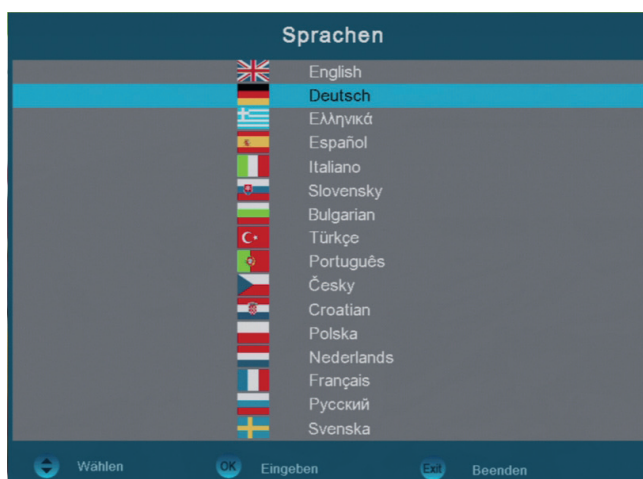 Sprachen
English
Deutsch
Ελληνικά
Español
Italiano
Slovensky
Bulgarian
Türkçe
Português
Česky
Croatian
Polska
Nederlands
Français
Русский
Svenska
Wählen OK Eingeben Exit Beenden